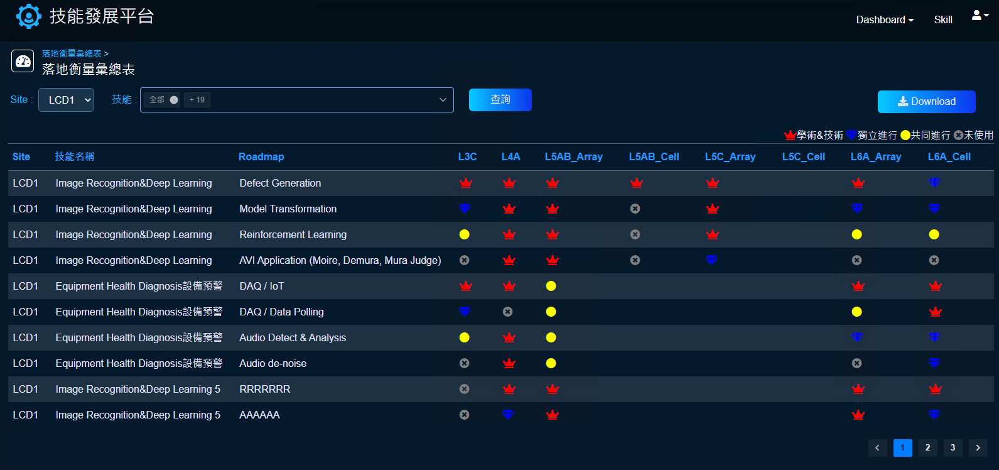 技能發展平台
Dashboard Skill
落地衡量彙總表 >
落地衡量彙總表
Site : LCD1 技能 : 全部 + 19 查詢 Download
學術&技術 獨立進行 共同進行 未使用
Site 技能名稱 Roadmap L3C L4A L5AB_Array L5AB_Cell L5C_Array L5C_Cell L6A_Array L6A_Cell
LCD1 Image Recognition&Deep Learning Defect Generation
LCD1 Image Recognition&Deep Learning Model Transformation
LCD1 Image Recognition&Deep Learning Reinforcement Learning
LCD1 Image Recognition&Deep Learning AVI Application (Moire, Demura, Mura Judge)
LCD1 Equipment Health Diagnosis設備預警 DAQ / IoT
LCD1 Equipment Health Diagnosis設備預警 DAQ / Data Polling
LCD1 Equipment Health Diagnosis設備預警 Audio Detect & Analysis
LCD1 Equipment Health Diagnosis設備預警 Audio de-noise
LCD1 Image Recognition&Deep Learning 5 RRRRRRR
LCD1 Image Recognition&Deep Learning 5 AAAAAA
1 2 3